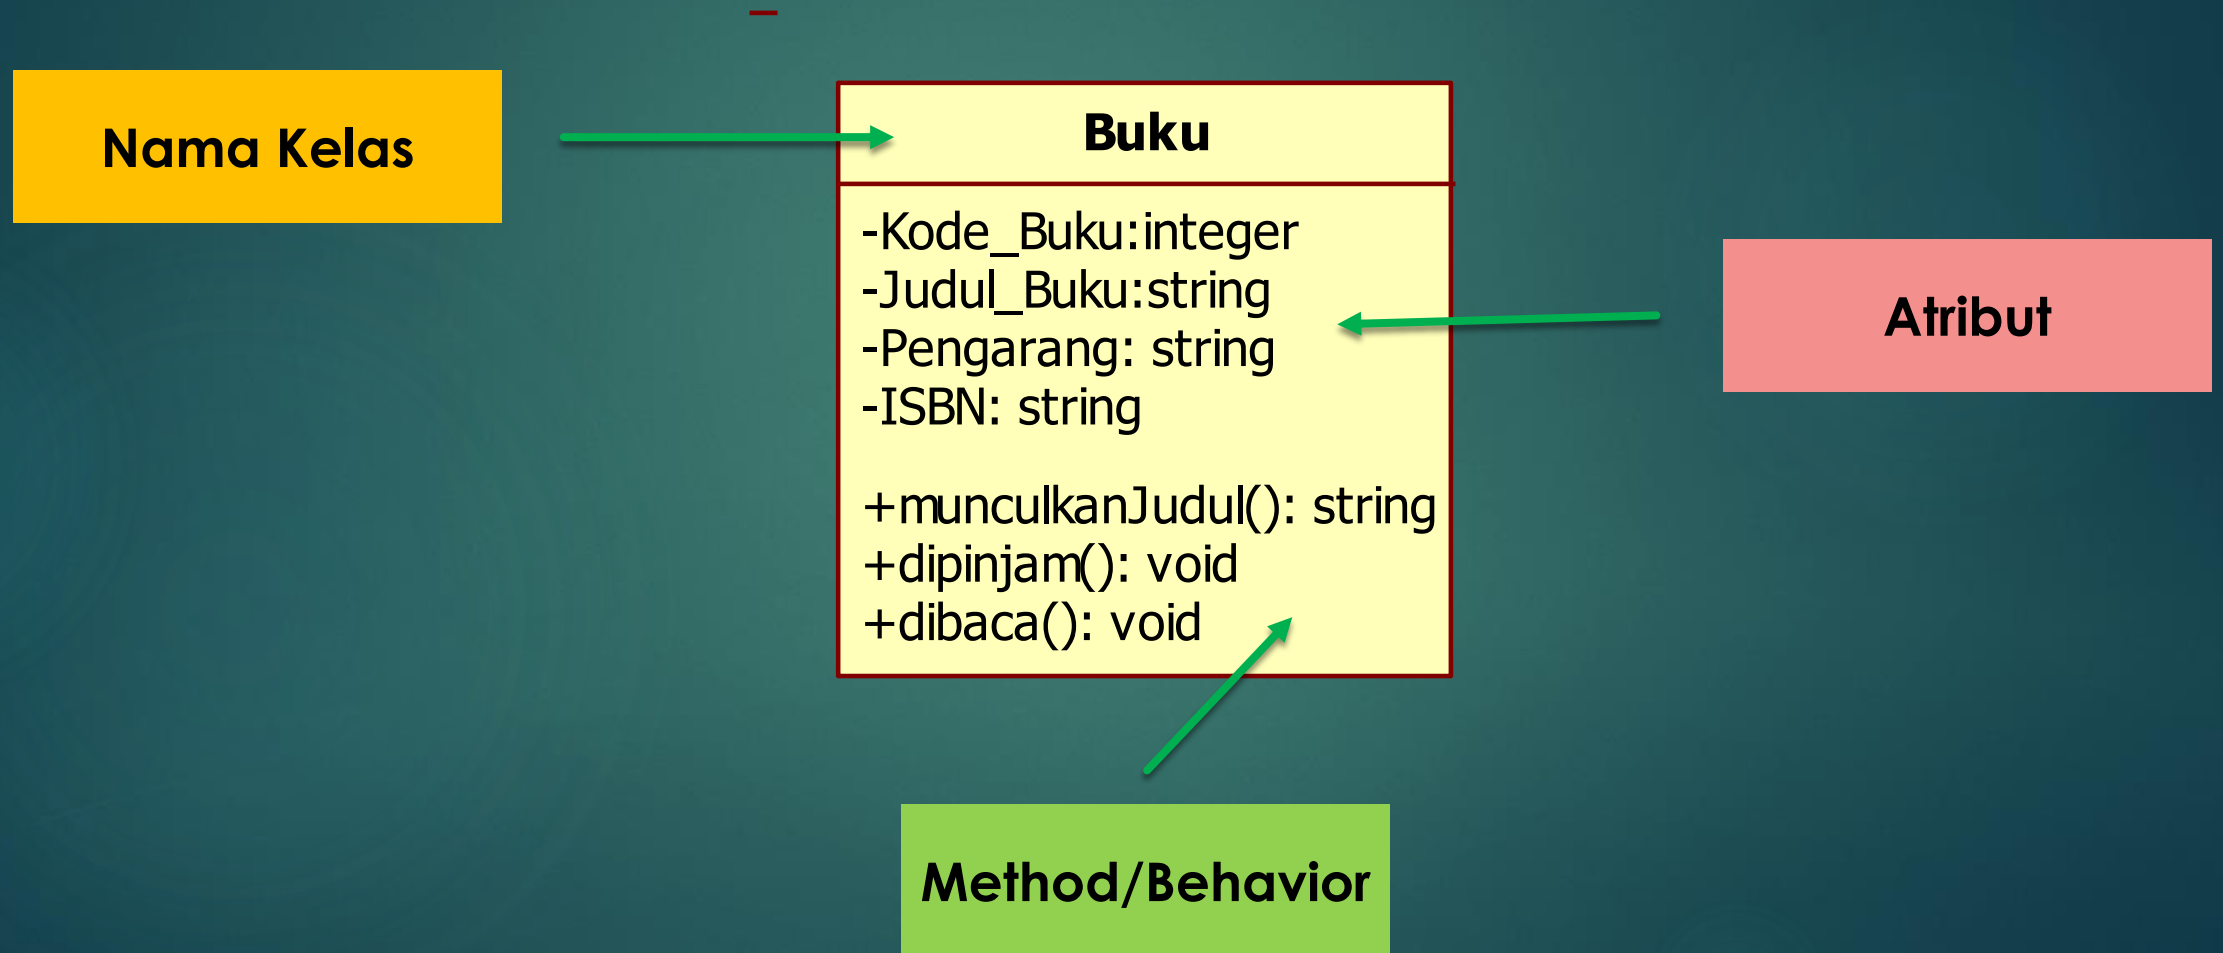 Nama Kelas
Buku
-Kode_Buku:integer
-Judul_Buku:string
-Pengarang: string
-ISBN: string
Atribut
+munculkanJudul(): string
+dipinjam(): void
+dibaca(): void
Method/Behavior